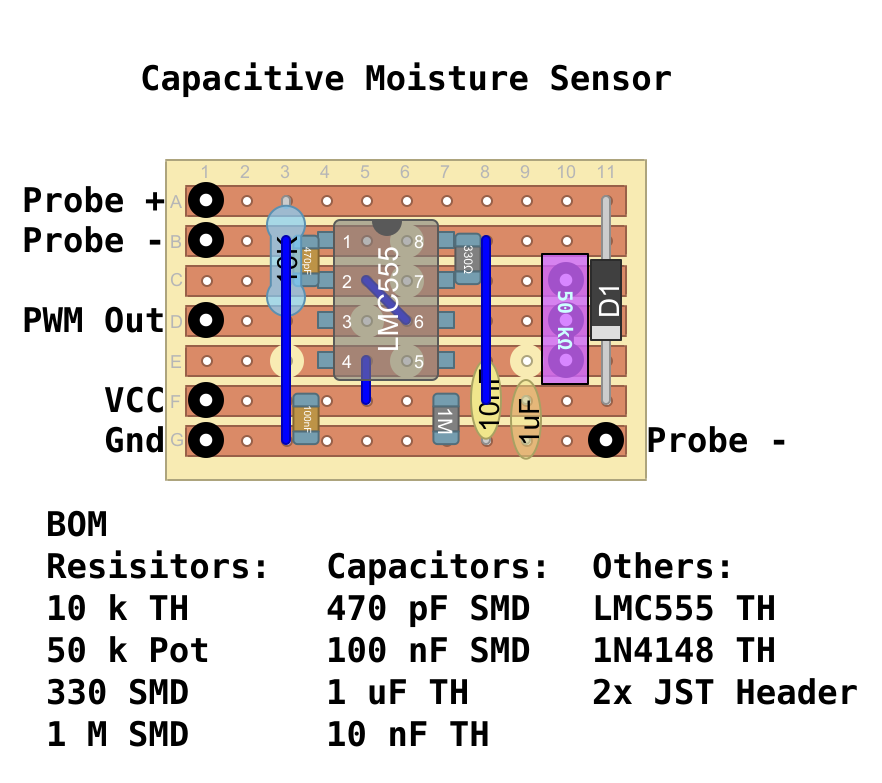 Capacitive Moisture Sensor
1 2 3 4 5 6 7 8 9 10 11
Probe + A
Probe - B
C
PWM Out D
E
VCC F
Gnd G
10K
470pF
1 8
2 7
3 6
4 5
LMC555
330Ω
50 kΩ
D1
100nF
1M
10nF
1uF
Probe -
BOM
Resisitors: Capacitors: Others:
10 k TH 470 pF SMD LMC555 TH
50 k Pot 100 nF SMD 1N4148 TH
330 SMD 1 uF TH 2x JST Header
1 M SMD 10 nF TH